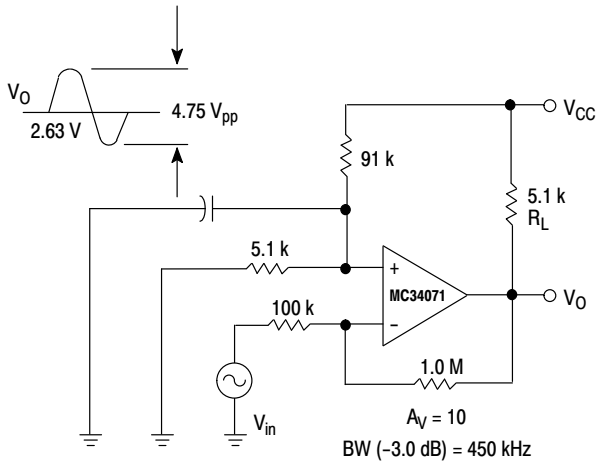 V_O
2.63 V
4.75 V_pp
V_CC
91 k
5.1 k
R_L
5.1 k
+
MC34071
V_O
100 k
–
1.0 M
V_in
A_V = 10
BW (–3.0 dB) = 450 kHz